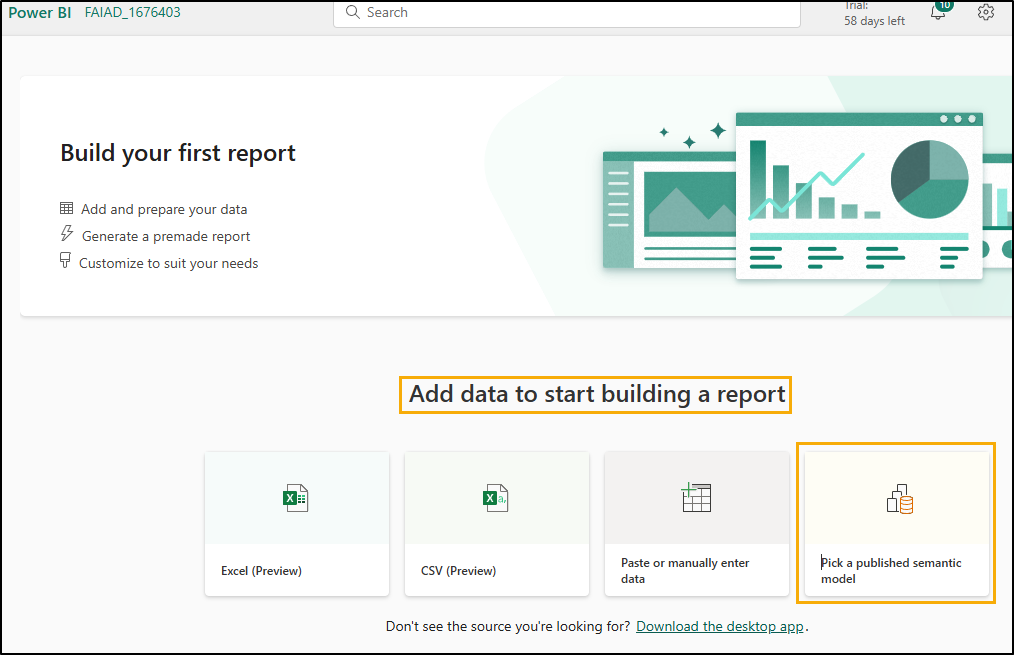 Power BI FAIAD_1676403
Search
Trial:
58 days left
10
Build your first report
Add and prepare your data
Generate a premade report
Customize to suit your needs
Add data to start building a report
Excel (Preview)
CSV (Preview)
Paste or manually enter
data
Pick a published semantic
model
Don't see the source you're looking for? Download the desktop app.